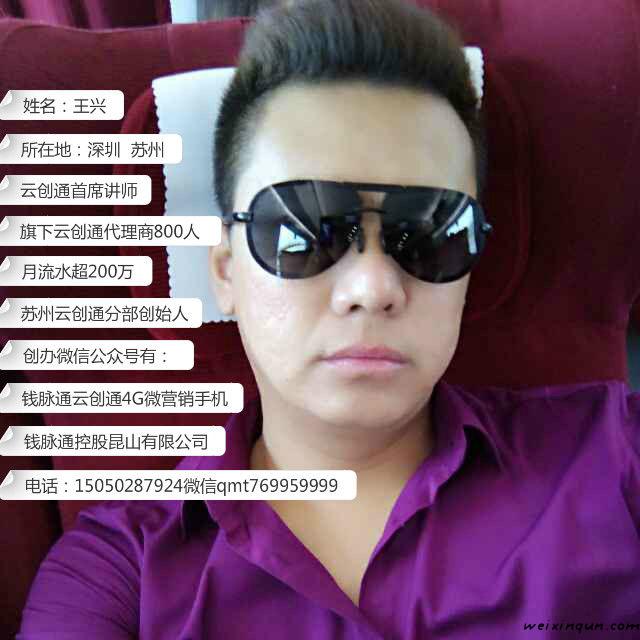 姓名：王兴
所在地：深圳 苏州
云创通首席讲师
旗下云创通代理商800人
月流水超200万
苏州云创通分部创始人
创办微信公众号有：
钱脉通云创通4G微营销手机
钱脉通控股昆山有限公司
电话：15050287924微信qmt769959999
weixinqun.com